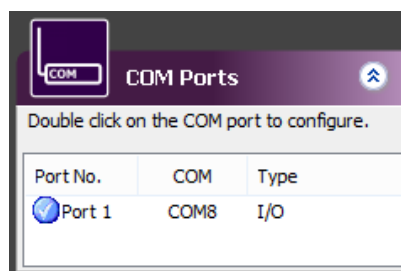 COM
COM Ports
Double click on the COM port to configure.
Port No. COM Type
Port 1 COM8 I/O